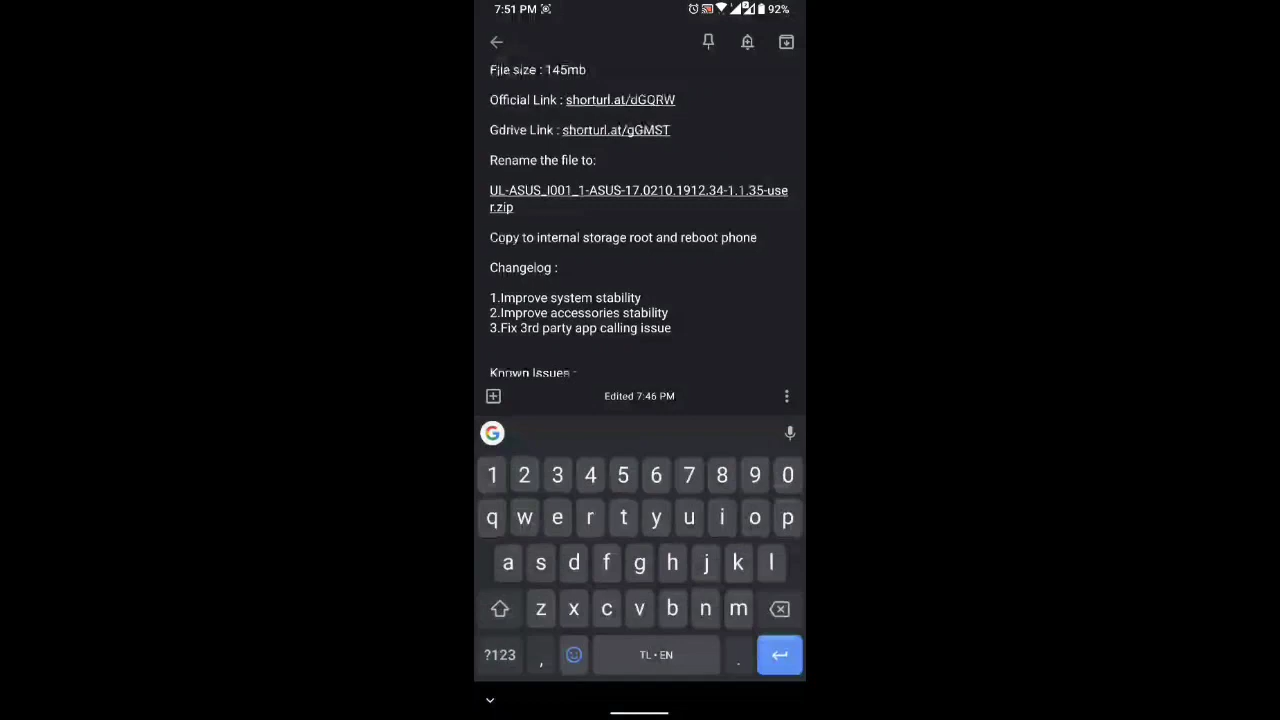 7:51 PM
92%
File size : 145mb
Official Link : shorturl.at/dGQRW
Gdrive Link : shorturl.at/gGMST
Rename the file to:
UL-ASUS_I001_1-ASUS-17.0210.1912.34-1.1.35-use
r.zip
Copy to internal storage root and reboot phone
Changelog :
1.Improve system stability
2.Improve accessories stability
3.Fix 3rd party app calling issue
Known Issues -
Edited 7:46 PM
G
1 2 3 4 5 6 7 8 9 0
q w e r t y u i o p
a s d f g h j k l
z x c v b n m
?123 , TL • EN .